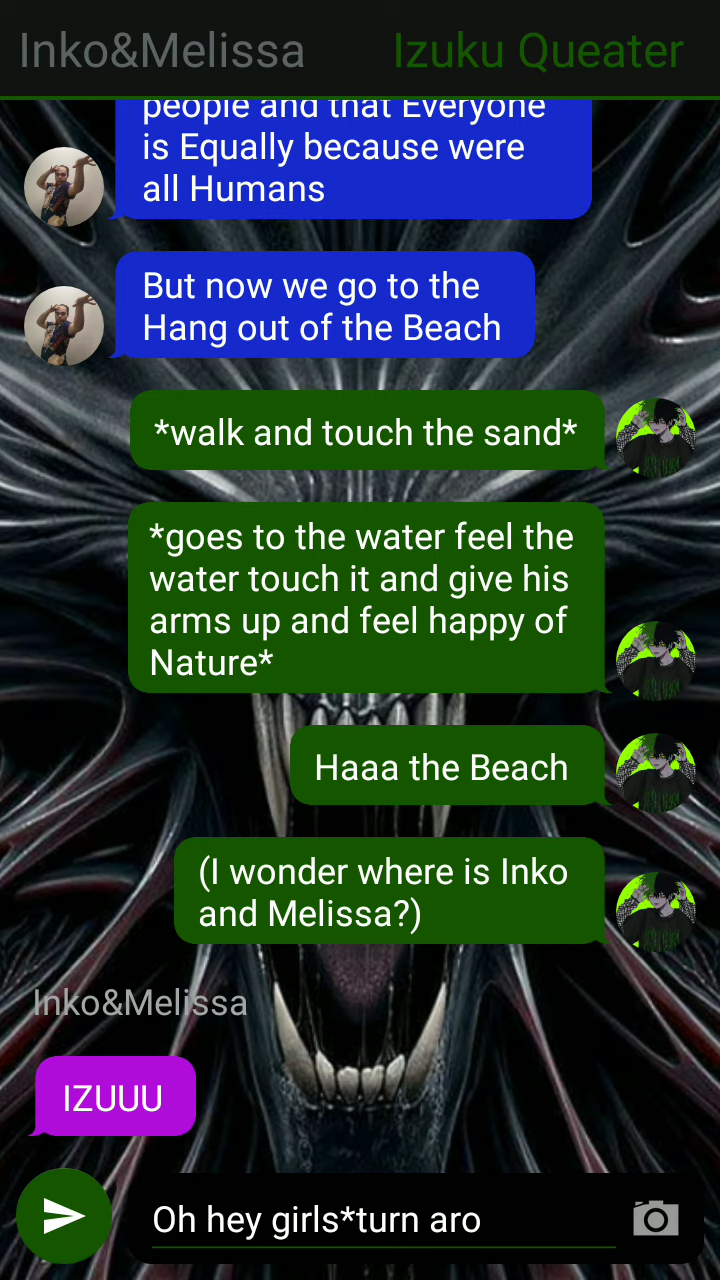 Inko&Melissa
Izuku Queater
people and that Everyone
is Equally because were
all Humans
But now we go to the
Hang out of the Beach
*walk and touch the sand*
*goes to the water feel the
water touch it and give his
arms up and feel happy of
Nature*
Haaa the Beach
(I wonder where is Inko
and Melissa?)
Inko&Melissa
IZUUU
Oh hey girls*turn aro